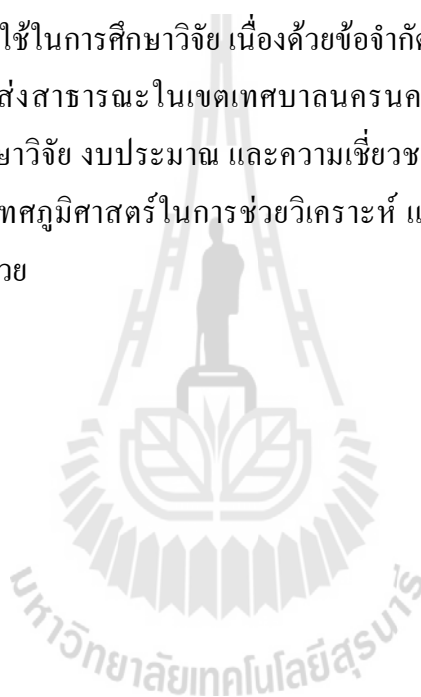 ใช้ในการศึกษาวิจัย เนื่องด้วยข้อจำกัด
ส่งสาธารณะในเขตเทศบาลนครนค
ษาวิจัย งบประมาณ และความเชี่ยวช
ทศภูมิศาสตร์ในการช่วยวิเคราะห์ แ
วย
มหาวิทยาลัยเทคโนโลยีสุรนารี